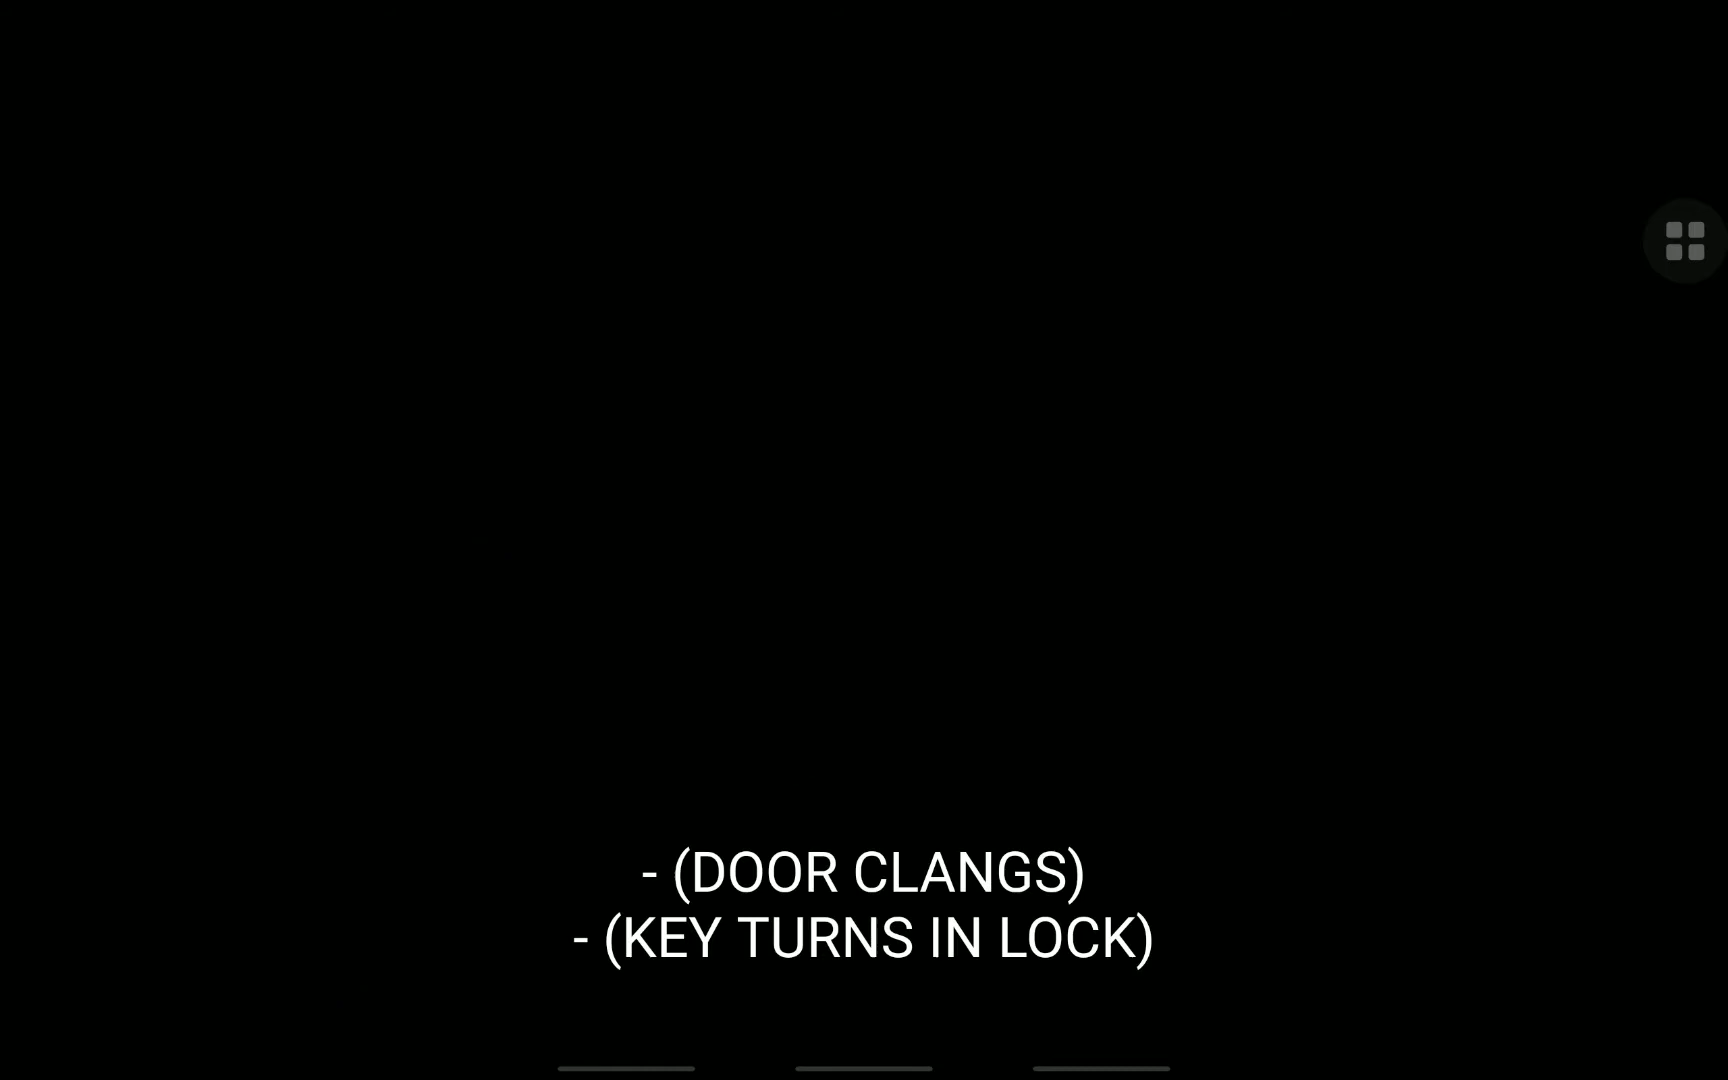 - (DOOR CLANGS)
- (KEY TURNS IN LOCK)